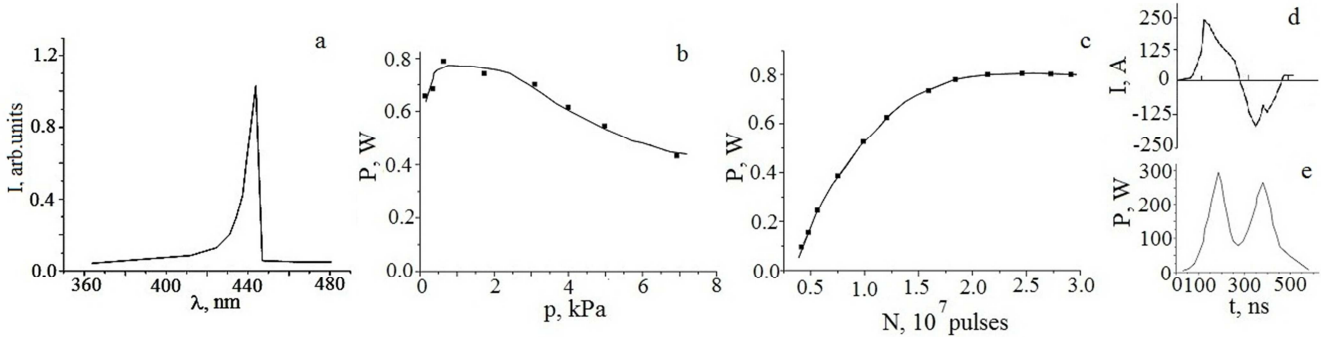 a
1.2
0.8
0.4
0.0
I, arb.units
360 400 440 480
λ, nm
b
0.8
0.6
0.4
0.2
0.0
P, W
0 2 4 6 8
p, kPa
c
0.8
0.6
0.4
0.2
0.0
P, W
0.5 1.0 1.5 2.0 2.5 3.0
N, 10⁷ pulses
d
250
125
0
-125
-250
I, A
e
300
200
100
0
P, W
0100 300 500
t, ns